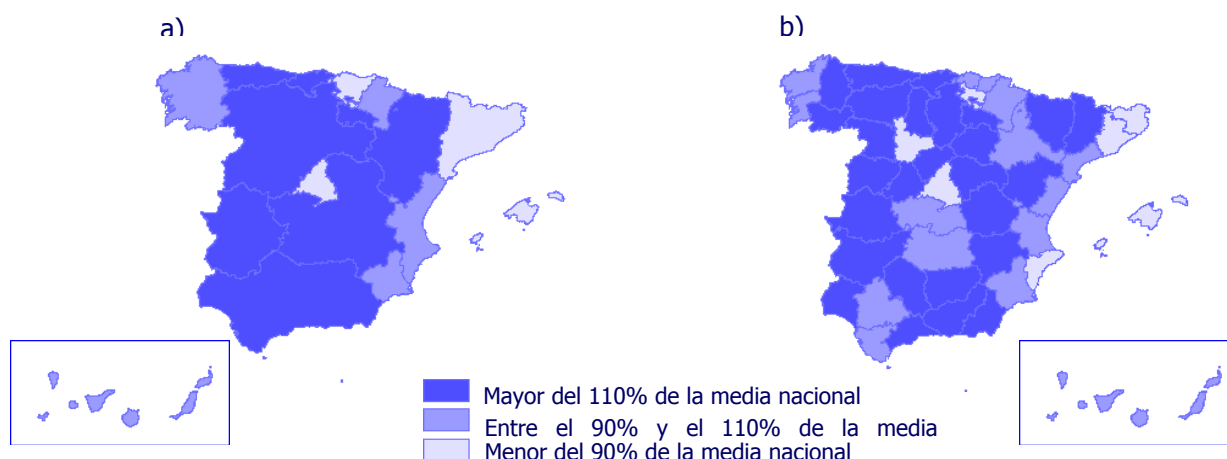 a)
b)
Mayor del 110% de la media nacional
Entre el 90% y el 110% de la media
Menor del 90% de la media nacional